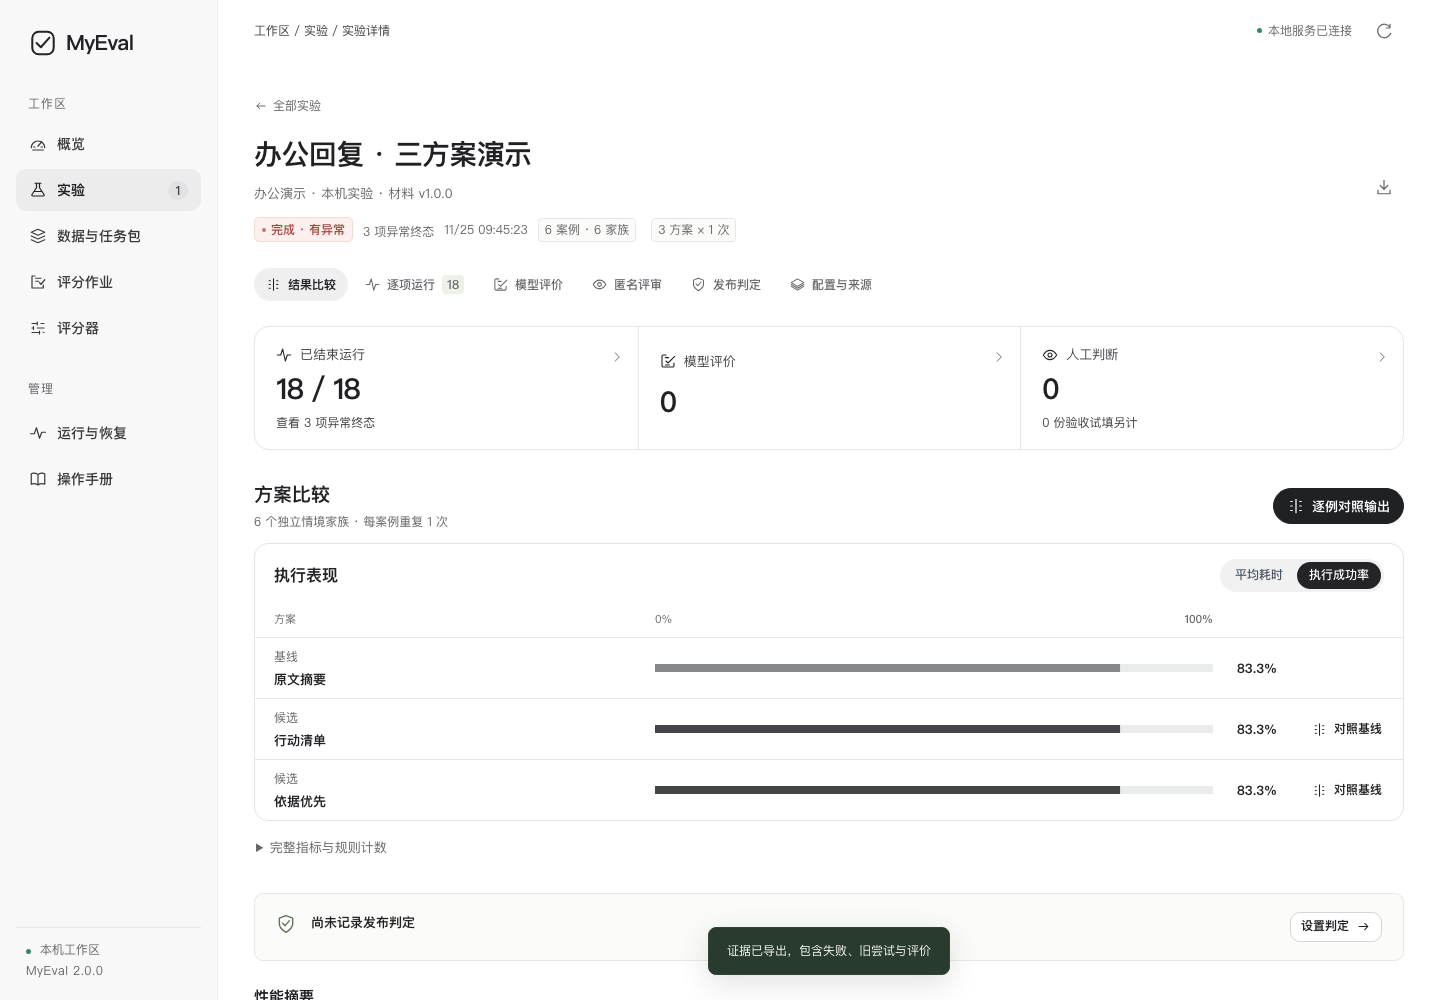 MyEval
工作区
概览
实验 1
数据与任务包
评分作业
评分器
管理
运行与恢复
操作手册
本机工作区
MyEval 2.0.0
工作区 / 实验 / 实验详情
本地服务已连接
← 全部实验
办公回复 · 三方案演示
办公演示 · 本机实验 · 材料 v1.0.0
完成 · 有异常 3 项异常终态 11/25 09:45:23 6 案例 · 6 家族 3 方案 × 1 次
结果比较 逐项运行 18 模型评价 匿名评审 发布判定 配置与来源
已结束运行
18 / 18
查看 3 项异常终态
模型评价
0
人工判断
0
0 份验收试填另计
方案比较
6 个独立情境家族 · 每案例重复 1 次
逐例对照输出
执行表现
平均耗时 执行成功率
方案 0% 100%
基线
原文摘要 83.3%
候选
行动清单 83.3% 对照基线
候选
依据优先 83.3% 对照基线
▶ 完整指标与规则计数
尚未记录发布判定
设置判定 →
证据已导出，包含失败、旧尝试与评价
性能摘要